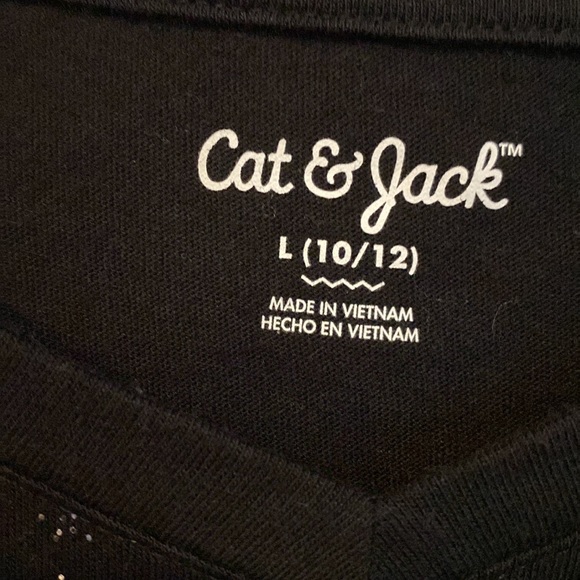 Cat & Jack™
L (10/12)
MADE IN VIETNAM
HECHO EN VIETNAM